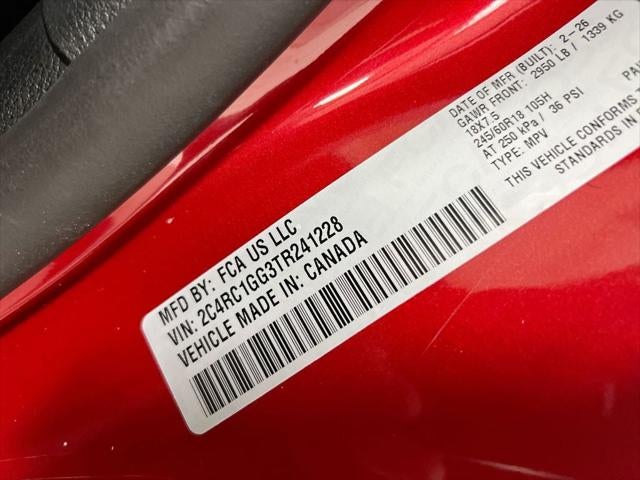 MFD BY: FCA US LLC
VIN: 2C4RC1GG3TR241228
VEHICLE MADE IN: CANADA
DATE OF MFR (BUILT): 2-26
GAWR FRONT: 2950 LB / 1339 KG
18X7.5
245/60R18 105H
AT 250 kPa / 36 PSI
TYPE: MPV
THIS VEHICLE CONFORMS
STANDARDS IN